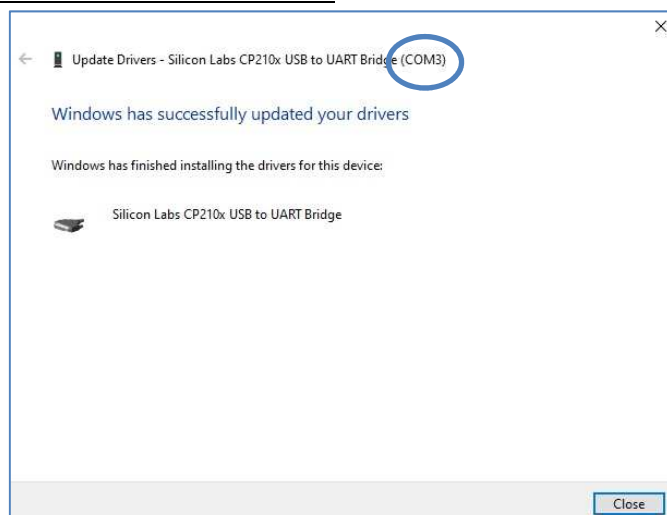 Update Drivers - Silicon Labs CP210x USB to UART Bridge (COM3)
Windows has successfully updated your drivers
Windows has finished installing the drivers for this device:
Silicon Labs CP210x USB to UART Bridge
Close